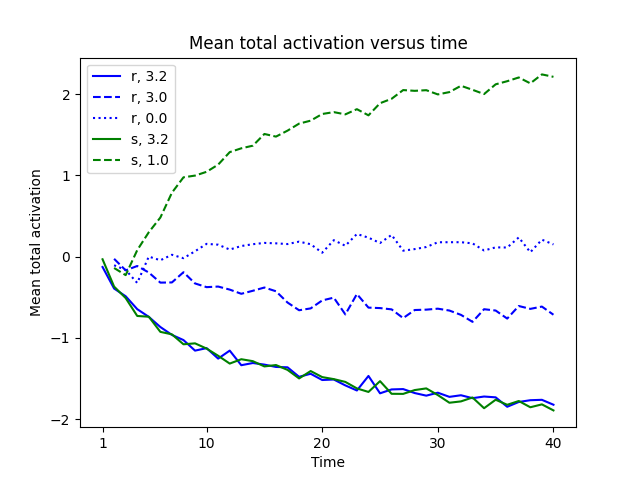 Mean total activation versus time
r, 3.2
r, 3.0
r, 0.0
s, 3.2
s, 1.0
Mean total activation
2
1
0
−1
−2
1
10
20
30
40
Time